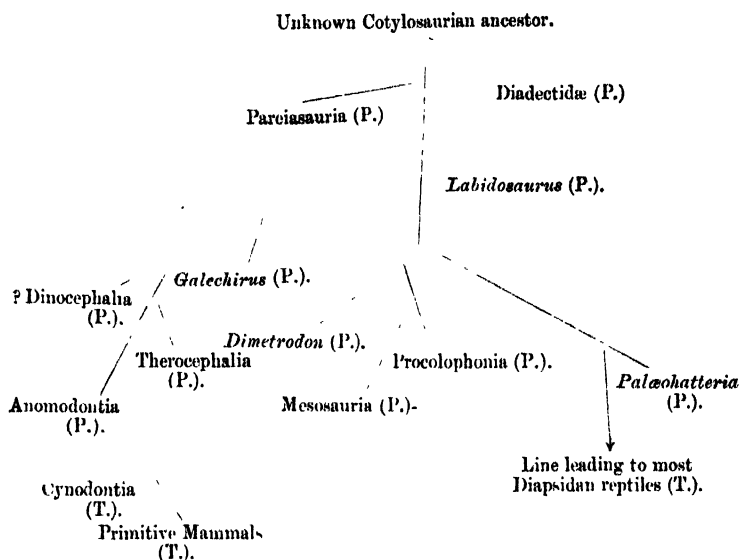 Unknown Cotylosaurian ancestor.
Pareiasauria (P.)
Diadectidæ (P.)
Labidosaurus (P.).
Galechirus (P.).
? Dinocephalia
(P.).
Dimetrodon (P.).
Therocephalia
(P.).
Procolophonia (P.).
Palæohatteria
(P.).
Anomodontia
(P.).
Mesosauria (P.)-
Line leading to most
Diapsidan reptiles (T.).
Cynodontia
(T.).
Primitive Mammals
(T.).